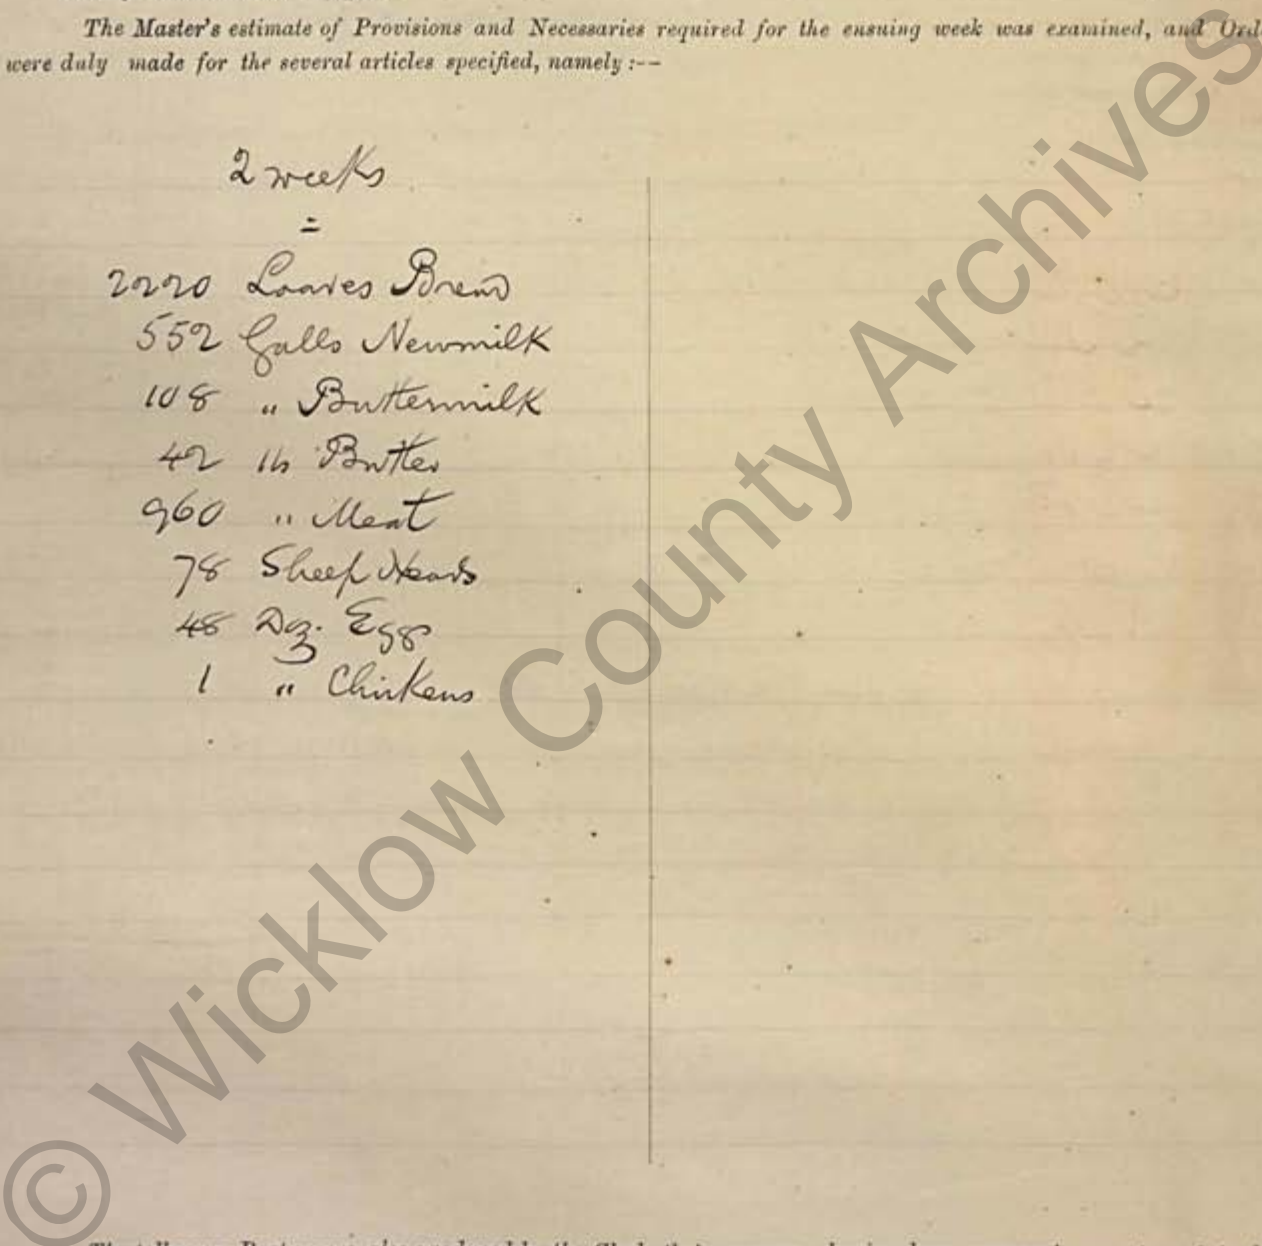 The Master's estimate of Provisions and Necessaries required for the ensuing week was examined, and Ord
were duly made for the several articles specified, namely :--
2 weeks
2220 Loaves Bread
552 Galls Newmilk
108 " Buttermilk
42 lb Butter
960 " Meat
78 Sheep Heads
48 Doz. Eggs
1 " Chickens
© Wicklow County Archives